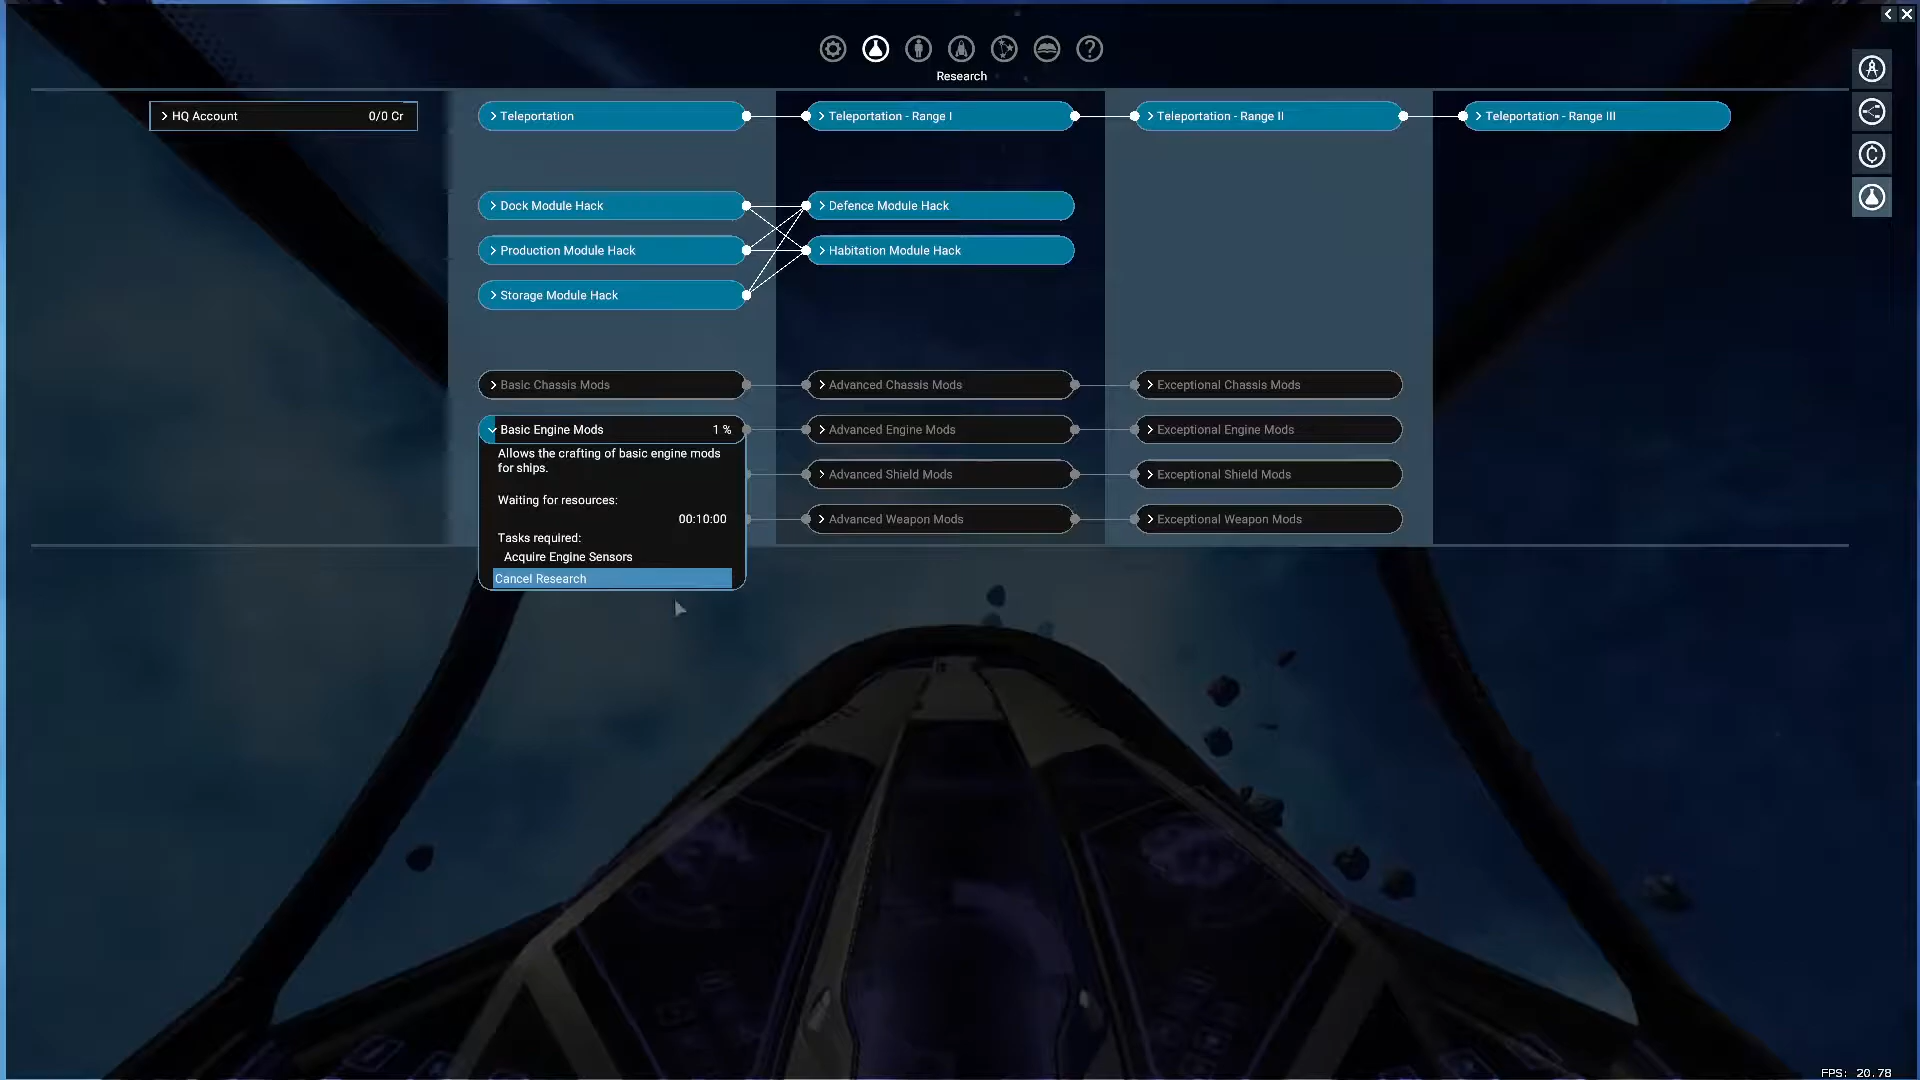 Research
HQ Account 0/0 Cr
Teleportation
Teleportation - Range I
Teleportation - Range II
Teleportation - Range III
Dock Module Hack
Defence Module Hack
Production Module Hack
Habitation Module Hack
Storage Module Hack
Basic Chassis Mods
Advanced Chassis Mods
Exceptional Chassis Mods
Basic Engine Mods 1 %
Advanced Engine Mods
Exceptional Engine Mods
Allows the crafting of basic engine mods
for ships.
Advanced Shield Mods
Exceptional Shield Mods
Waiting for resources:
00:10:00
Advanced Weapon Mods
Exceptional Weapon Mods
Tasks required:
Acquire Engine Sensors
Cancel Research
FPS: 20.78